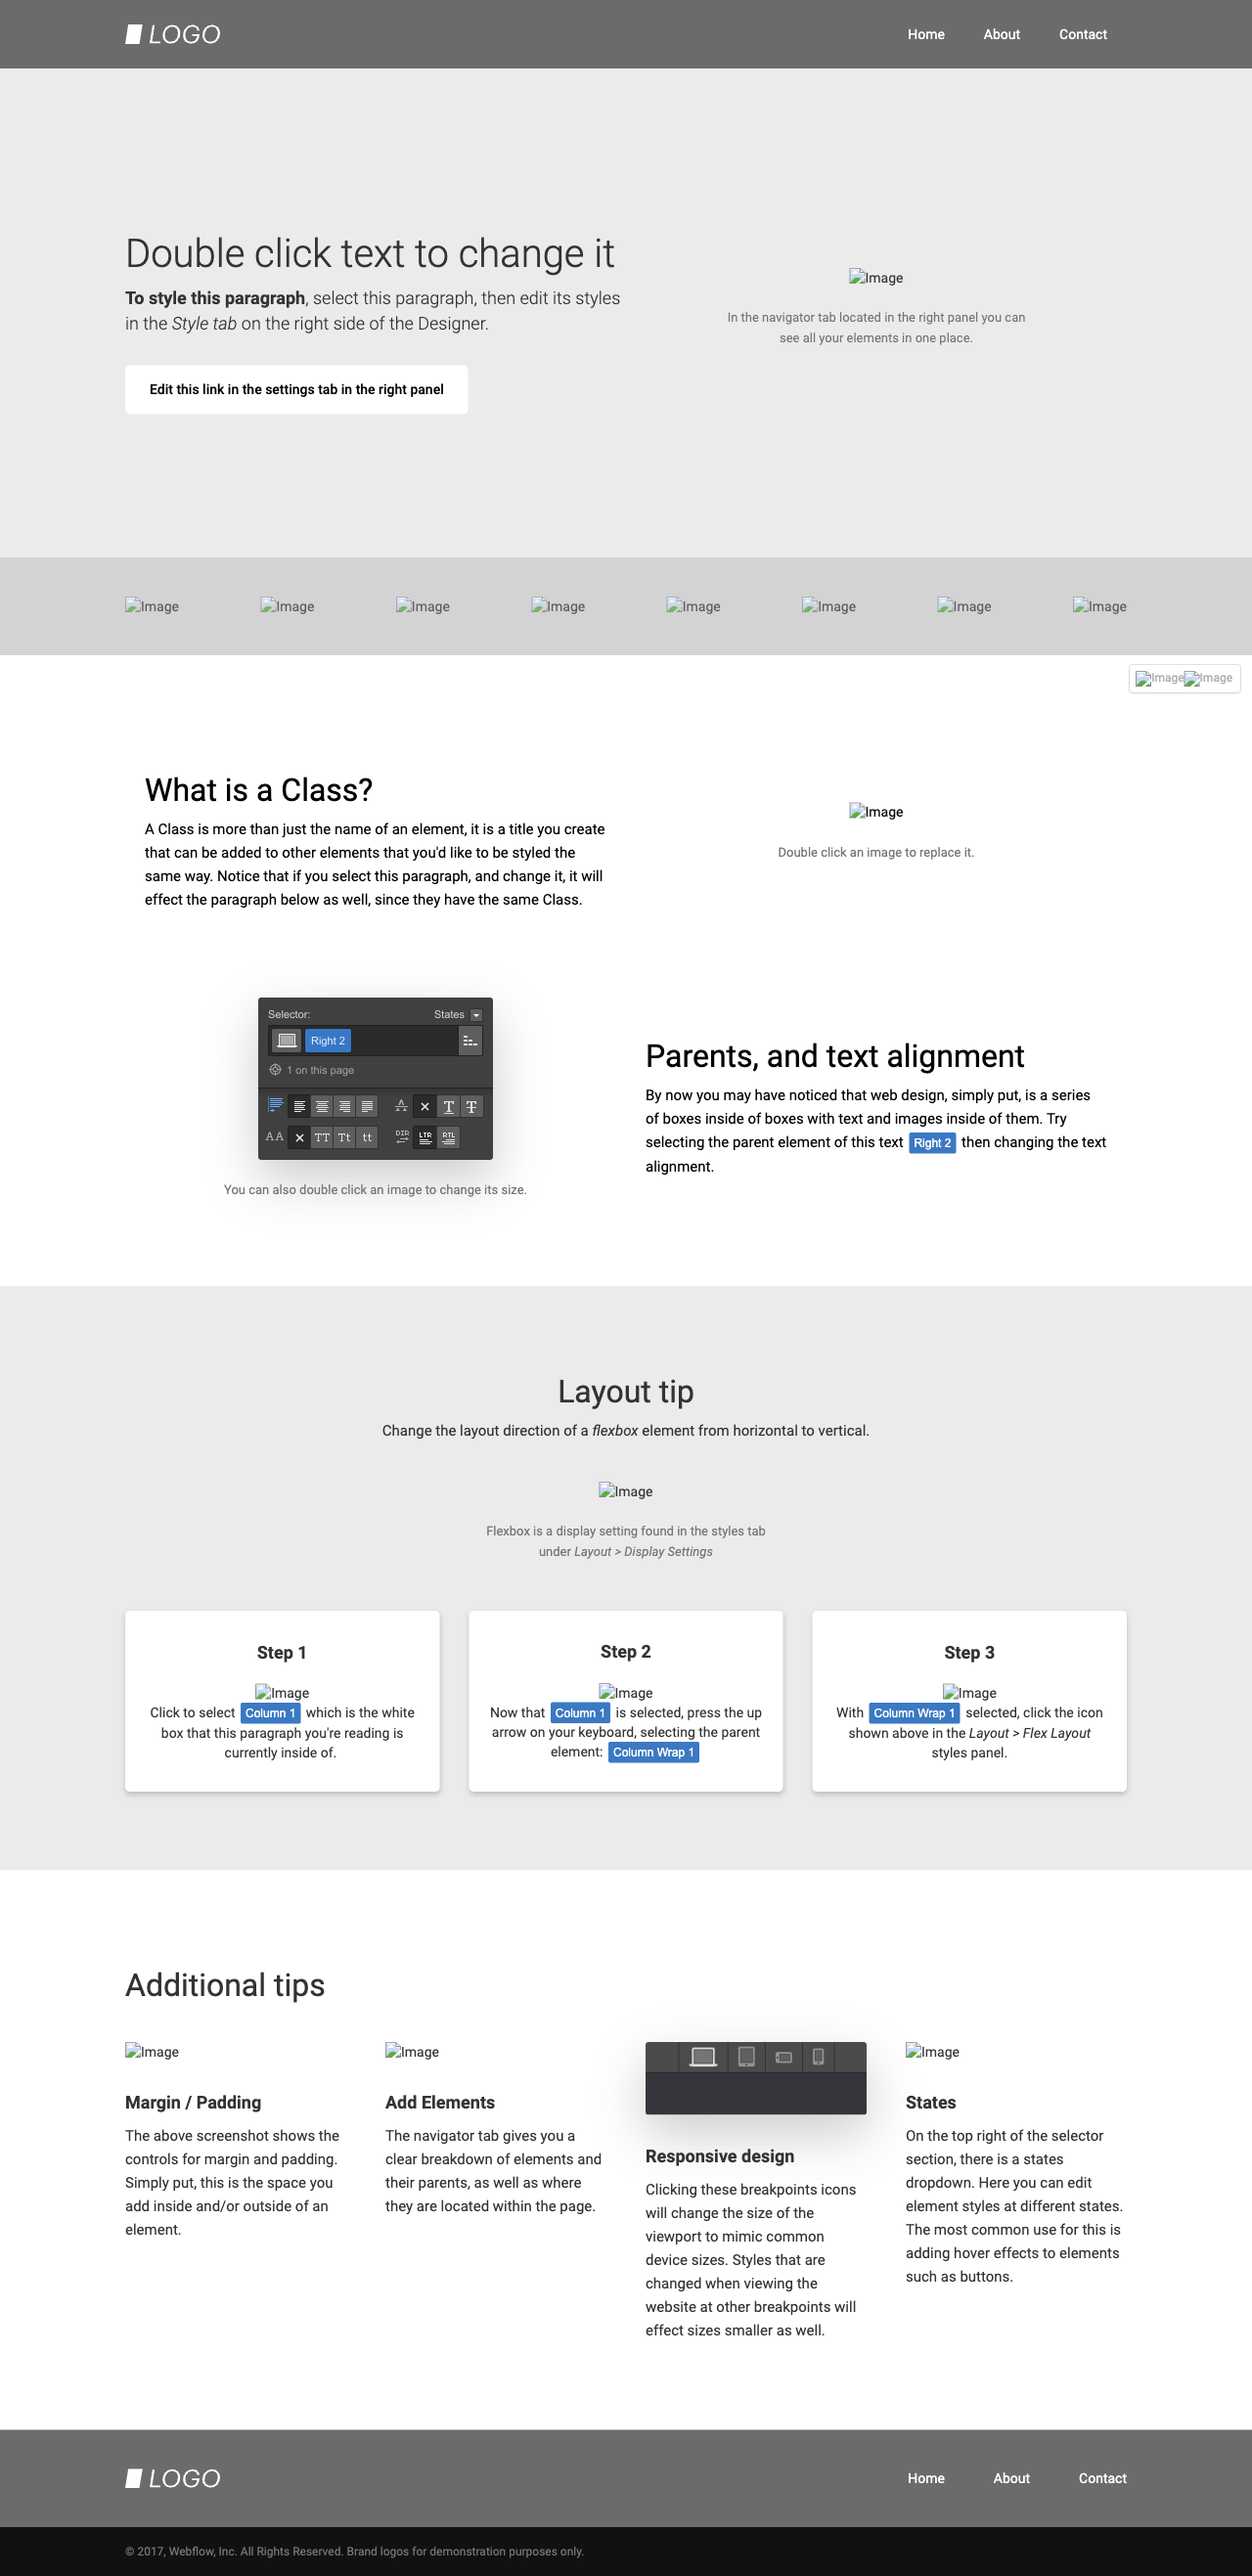 LOGO
Home About Contact
Double click text to change it
To style this paragraph, select this paragraph, then edit its styles
in the Style tab on the right side of the Designer.
Edit this link in the settings tab in the right panel
Image
In the navigator tab located in the right panel you can
see all your elements in one place.
Image Image Image Image Image Image Image Image
Image Image
What is a Class?
A Class is more than just the name of an element, it is a title you create
that can be added to other elements that you'd like to be styled the
same way. Notice that if you select this paragraph, and change it, it will
effect the paragraph below as well, since they have the same Class.
Image
Double click an image to replace it.
Selector: States
Right 2
1 on this page
T T
AA TT Tt tt DIR LTR RTL
You can also double click an image to change its size.
Parents, and text alignment
By now you may have noticed that web design, simply put, is a series
of boxes inside of boxes with text and images inside of them. Try
selecting the parent element of this text Right 2 then changing the text
alignment.
Layout tip
Change the layout direction of a flexbox element from horizontal to vertical.
Image
Flexbox is a display setting found in the styles tab
under Layout > Display Settings
Step 1
Image
Click to select Column 1 which is the white
box that this paragraph you're reading is
currently inside of.
Step 2
Image
Now that Column 1 is selected, press the up
arrow on your keyboard, selecting the parent
element: Column Wrap 1
Step 3
Image
With Column Wrap 1 selected, click the icon
shown above in the Layout > Flex Layout
styles panel.
Additional tips
Image
Margin / Padding
The above screenshot shows the
controls for margin and padding.
Simply put, this is the space you
add inside and/or outside of an
element.
Image
Add Elements
The navigator tab gives you a
clear breakdown of elements and
their parents, as well as where
they are located within the page.
Responsive design
Clicking these breakpoints icons
will change the size of the
viewport to mimic common
device sizes. Styles that are
changed when viewing the
website at other breakpoints will
effect sizes smaller as well.
Image
States
On the top right of the selector
section, there is a states
dropdown. Here you can edit
element styles at different states.
The most common use for this is
adding hover effects to elements
such as buttons.
LOGO
Home About Contact
© 2017, Webflow, Inc. All Rights Reserved. Brand logos for demonstration purposes only.